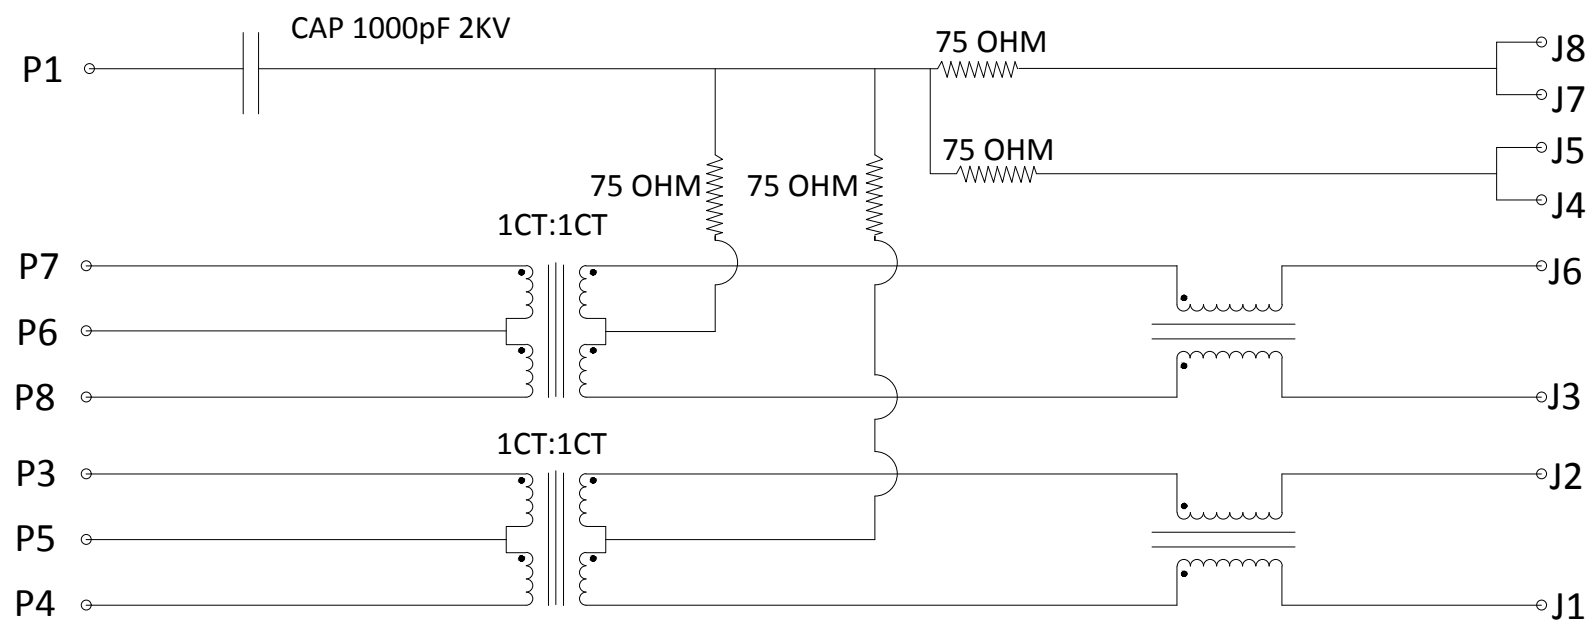 CAP 1000pF 2KV
75 OHM
J8
P1
J7
75 OHM
J5
75 OHM
75 OHM
J4
1CT:1CT
P7
J6
P6
P8
J3
1CT:1CT
P3
J2
P5
P4
J1